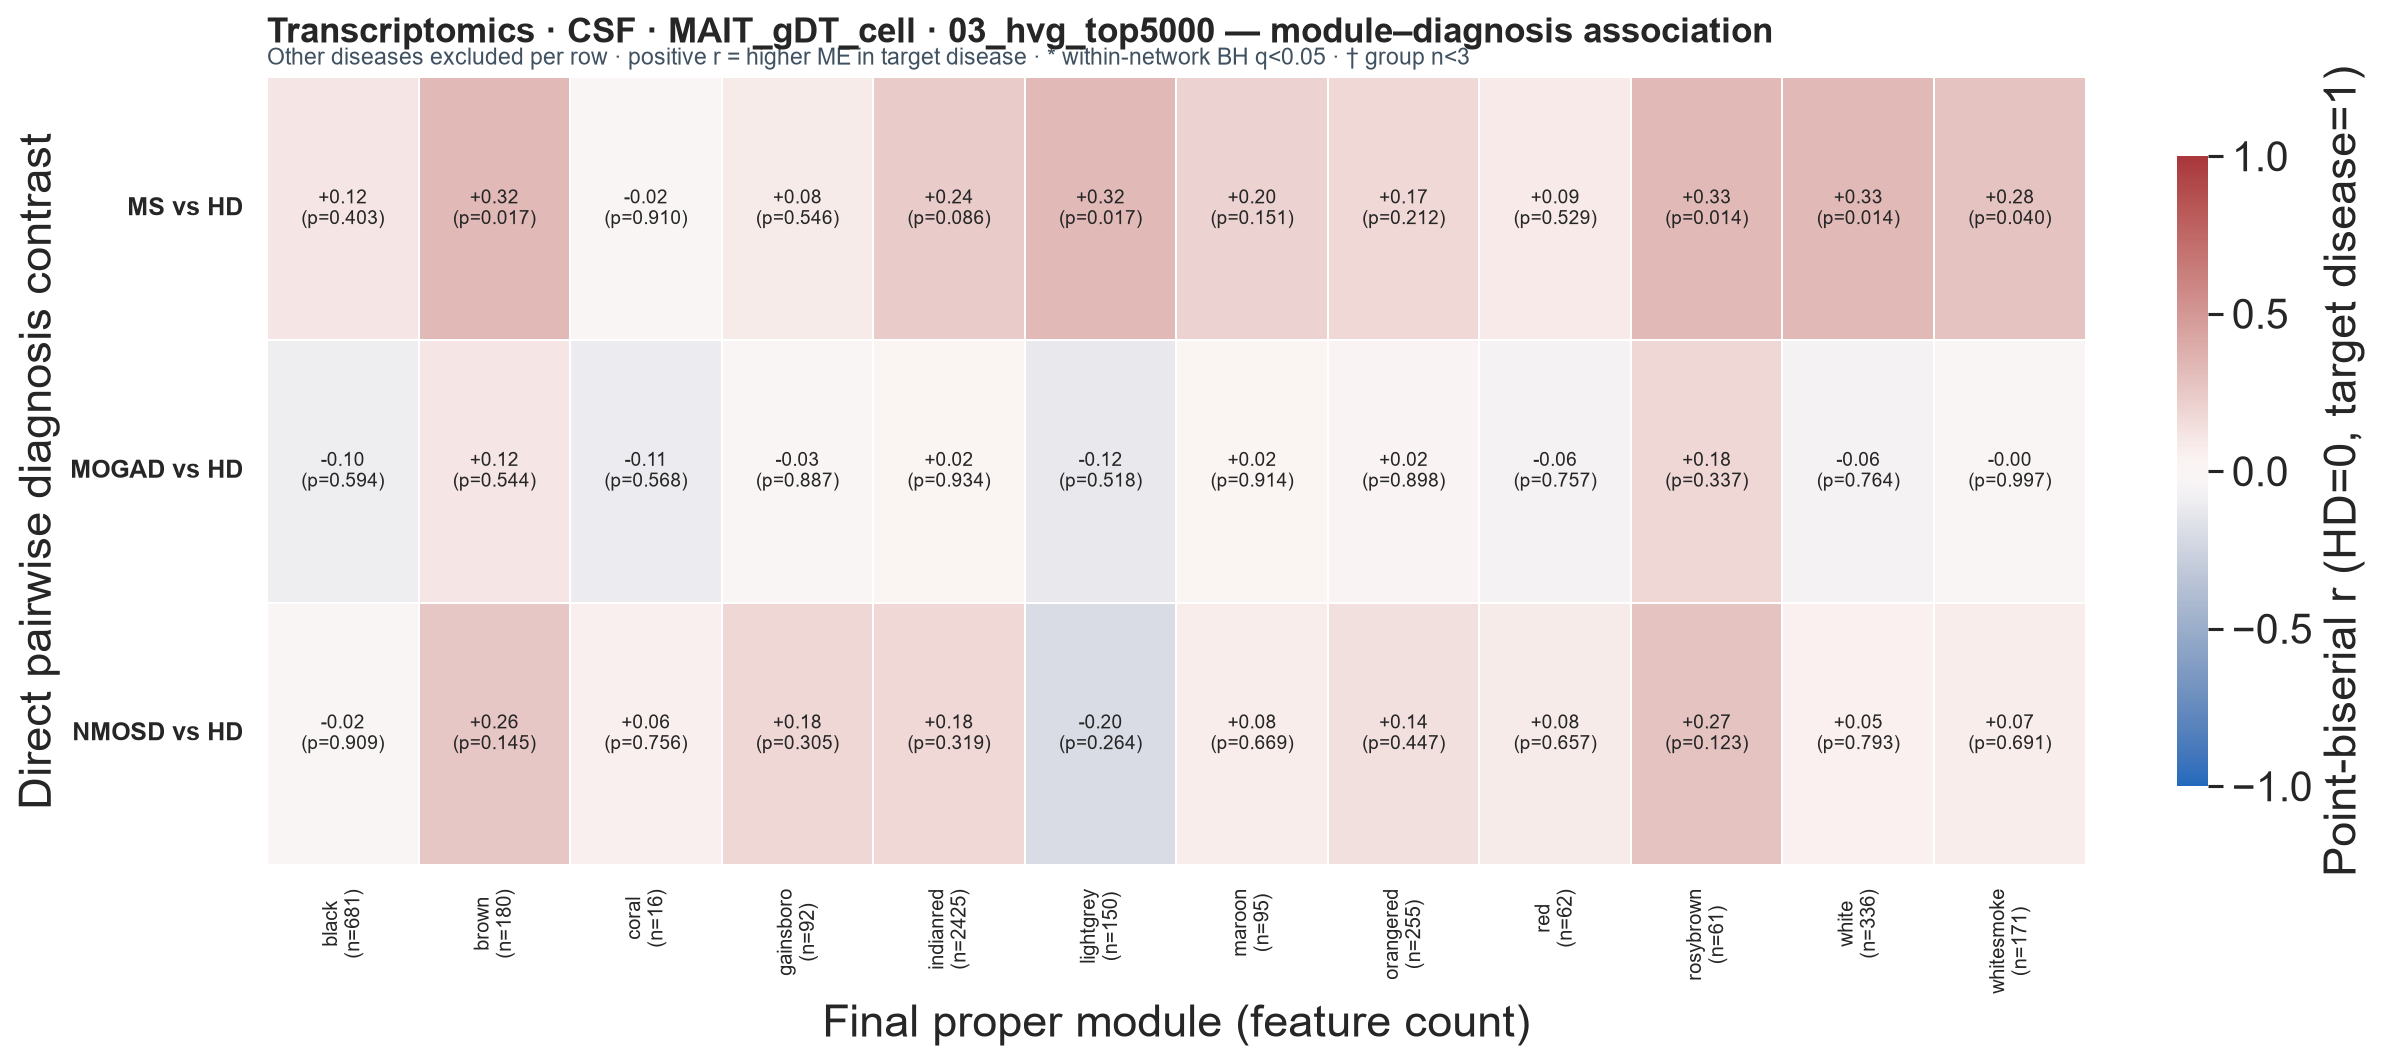 Transcriptomics · CSF · MAIT_gDT_cell · 03_hvg_top5000 — module–diagnosis association
Other diseases excluded per row · positive r = higher ME in target disease · * within-network BH q<0.05 · † group n<3
Direct pairwise diagnosis contrast
MS vs HD
+0.12 +0.32 -0.02 +0.08 +0.24 +0.32 +0.20 +0.17 +0.09 +0.33 +0.33 +0.28
(p=0.403) (p=0.017) (p=0.910) (p=0.546) (p=0.086) (p=0.017) (p=0.151) (p=0.212) (p=0.529) (p=0.014) (p=0.014) (p=0.040)
MOGAD vs HD
-0.10 +0.12 -0.11 -0.03 +0.02 -0.12 +0.02 +0.02 -0.06 +0.18 -0.06 -0.00
(p=0.594) (p=0.544) (p=0.568) (p=0.887) (p=0.934) (p=0.518) (p=0.914) (p=0.898) (p=0.757) (p=0.337) (p=0.764) (p=0.997)
NMOSD vs HD
-0.02 +0.26 +0.06 +0.18 +0.18 -0.20 +0.08 +0.14 +0.08 +0.27 +0.05 +0.07
(p=0.909) (p=0.145) (p=0.756) (p=0.305) (p=0.319) (p=0.264) (p=0.669) (p=0.447) (p=0.657) (p=0.123) (p=0.793) (p=0.691)
black
(n=681)
brown
(n=180)
coral
(n=16)
gainsboro
(n=92)
indianred
(n=2425)
lightgrey
(n=150)
maroon
(n=95)
orangered
(n=255)
red
(n=62)
rosybrown
(n=61)
white
(n=336)
whitesmoke
(n=171)
Final proper module (feature count)
1.0
0.5
0.0
−0.5
−1.0
Point-biserial r (HD=0, target disease=1)